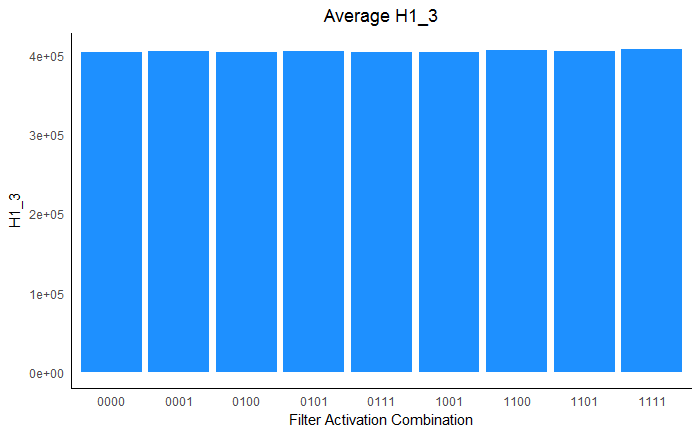 Average H1_3
H1_3
4e+05
3e+05
2e+05
1e+05
0e+00
0000 0001 0100 0101 0111 1001 1100 1101 1111
Filter Activation Combination